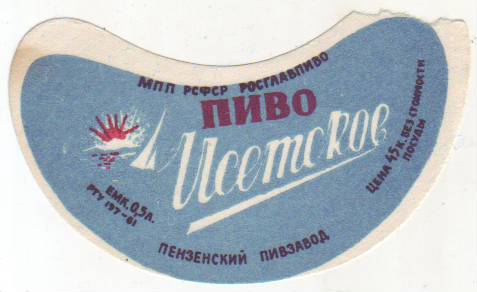 МПП РСФСР РОСГЛАВПИВО
ПИВО
Исетское
ЕМК. 0,5 Л.
РТУ 197-61
ЦЕНА 45 К. БЕЗ СТОИМОСТИ
ПОСУДЫ
ПЕНЗЕНСКИЙ ПИВЗАВОД